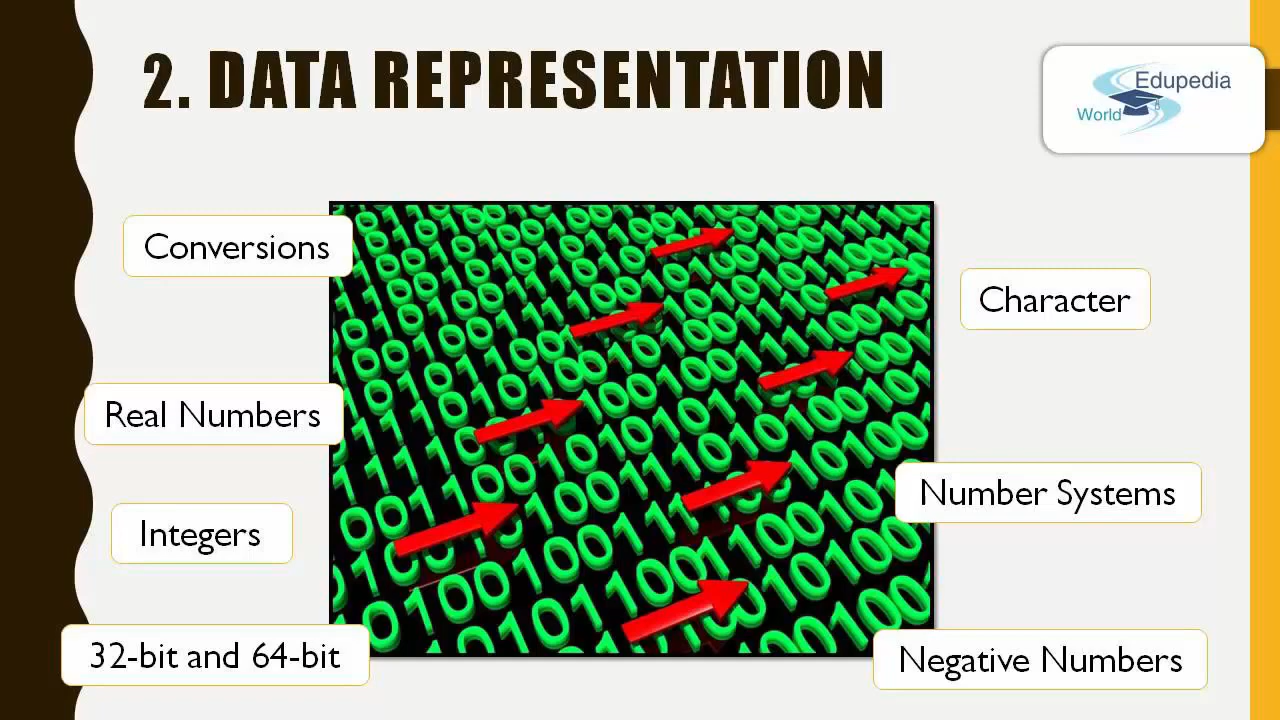 2. DATA REPRESENTATION
Edupedia
World
Conversions
Character
Real Numbers
Number Systems
Integers
32-bit and 64-bit
Negative Numbers